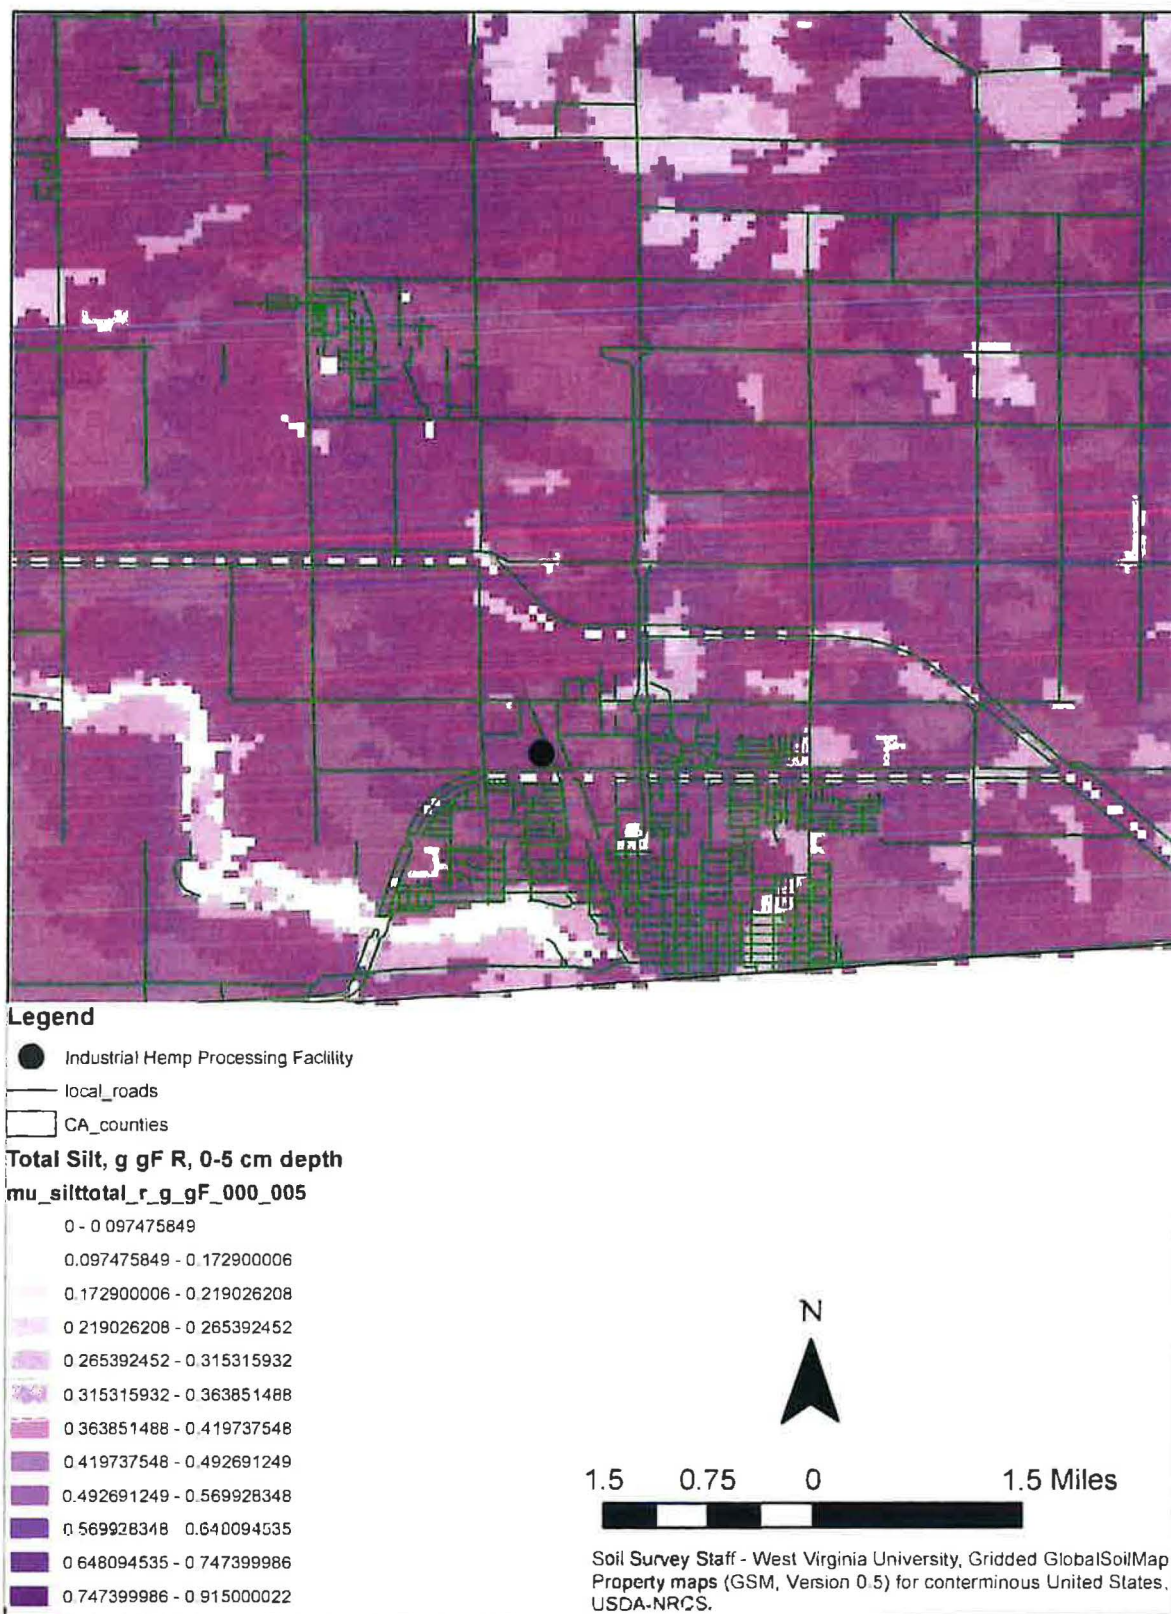 Legend
Industrial Hemp Processing Facility
local_roads
CA_counties
Total Silt, g gF R, 0-5 cm depth
mu_silttotal_r_g_gF_000_005
0 - 0 097475849
0.097475849 - 0.172900006
0.172900006 - 0.219026208
0 219026208 - 0 265392452
0 265392452 - 0.315315932
0 315315932 - 0 363851488
0 363851488 - 0.419737548
0 419737548 - 0.492691249
0.492691249 - 0.569928348
0 569928348 0.640094535
0 648094535 - 0 747399986
0.747399986 - 0.915000022
N
1.5 0.75 0 1.5 Miles
Soil Survey Staff - West Virginia University, Gridded GlobalSoilMap
Property maps (GSM, Version 0.5) for conterminous United States,
USDA-NRCS.